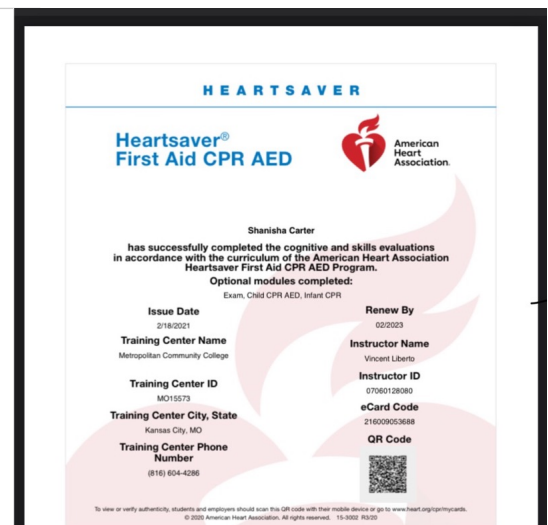 HEARTSAVER
Heartsaver®
First Aid CPR AED
American
Heart
Association.
Shanisha Carter
has successfully completed the cognitive and skills evaluations
in accordance with the curriculum of the American Heart Association
Heartsaver First Aid CPR AED Program.
Optional modules completed:
Exam, Child CPR AED, Infant CPR
Issue Date
2/18/2021
Training Center Name
Metropolitan Community College
Training Center ID
MO15573
Training Center City, State
Kansas City, MO
Training Center Phone
Number
(816) 604-4286
Renew By
02/2023
Instructor Name
Vincent Liberto
Instructor ID
07060128080
eCard Code
216009053688
QR Code
To view or verify authenticity, students and employers should scan this QR code with their mobile device or go to www.heart.org/cpr/mycards.
© 2020 American Heart Association. All rights reserved. 15-3002 R3/20